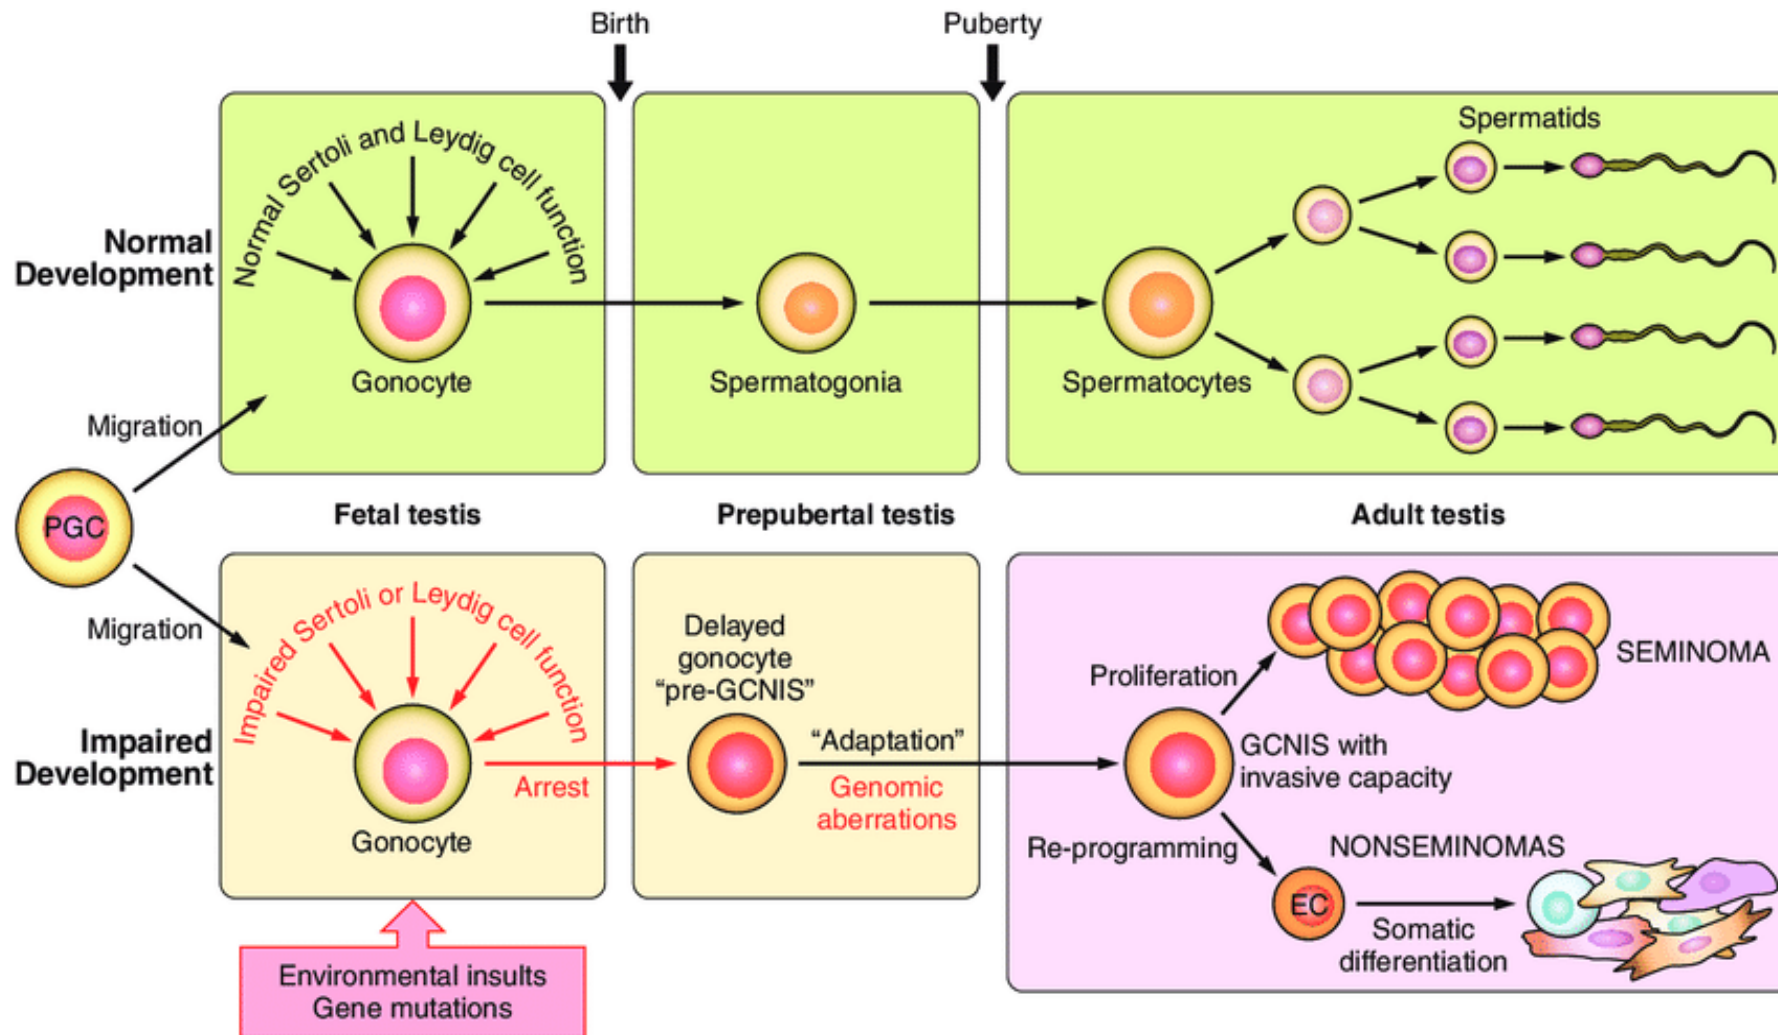 Birth
Puberty
Normal Development
Normal Sertoli and Leydig cell function
Gonocyte
Spermatogonia
Spermatocytes
Spermatids
Migration
PGC
Migration
Fetal testis
Prepubertal testis
Adult testis
Impaired
Development
Impaired Sertoli or Leydig cell function
Gonocyte
Arrest
Delayed
gonocyte
“pre-GCNIS”
“Adaptation”
Genomic
aberrations
Proliferation
SEMINOMA
GCNIS with
invasive capacity
Re-programming
NONSEMINOMAS
EC
Somatic
differentiation
Environmental insults
Gene mutations